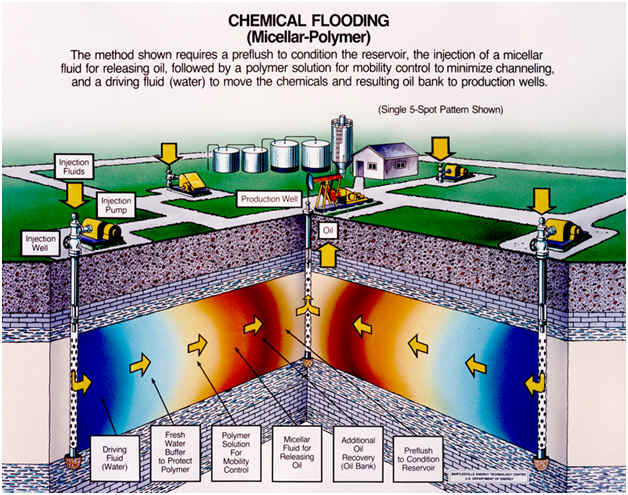 CHEMICAL FLOODING
(Micellar-Polymer)
The method shown requires a preflush to condition the reservoir, the injection of a micellar
fluid for releasing oil, followed by a polymer solution for mobility control to minimize channeling,
and a driving fluid (water) to move the chemicals and resulting oil bank to production wells.
(Single 5-Spot Pattern Shown)
Injection
Fluids
Injection
Pump
Production Well
Injection
Well
Oil
Driving
Fluid
(Water)
Fresh
Water
Buffer
to Protect
Polymer
Polymer
Solution
For
Mobility
Control
Micellar
Fluid for
Releasing
Oil
Additional
Oil
Recovery
(Oil Bank)
Preflush
to Condition
Reservoir
BARTLESVILLE ENERGY TECHNOLOGY CENTER
U.S. DEPARTMENT OF ENERGY